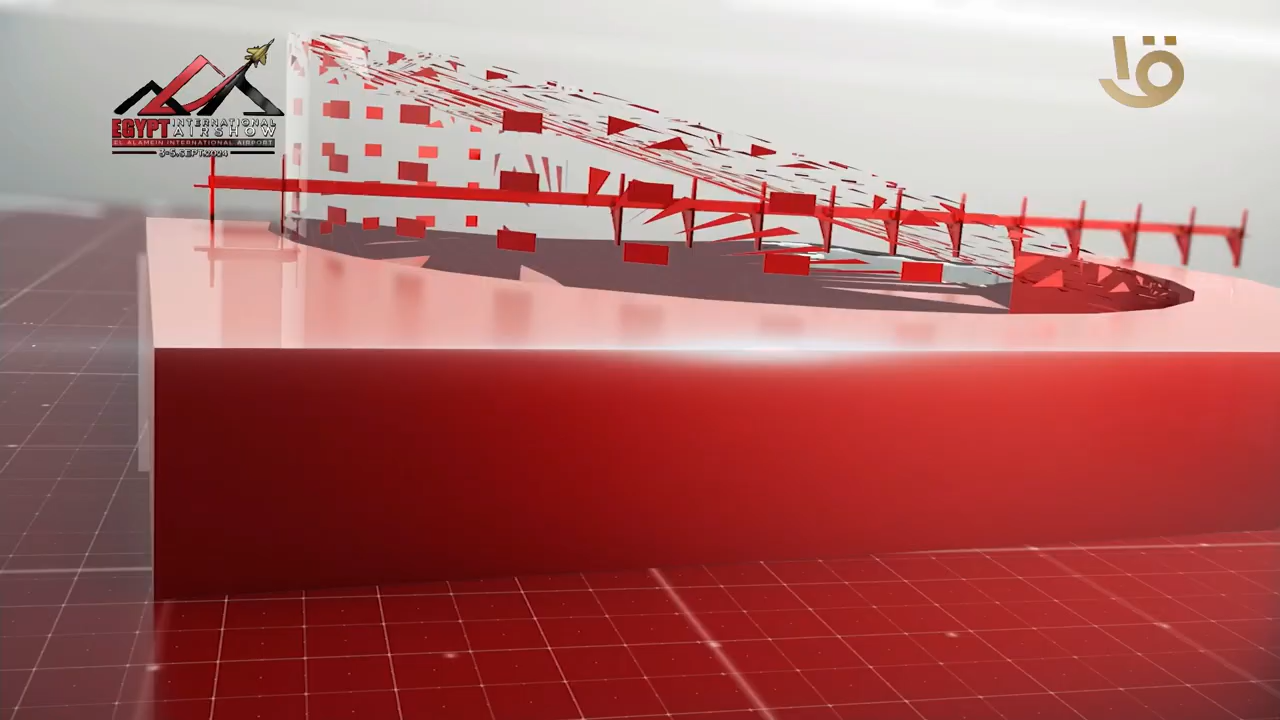 EGYPT INTERNATIONAL
AIRSHOW
EL ALAMEIN INTERNATIONAL AIRPORT
3-5.SEPT.2024